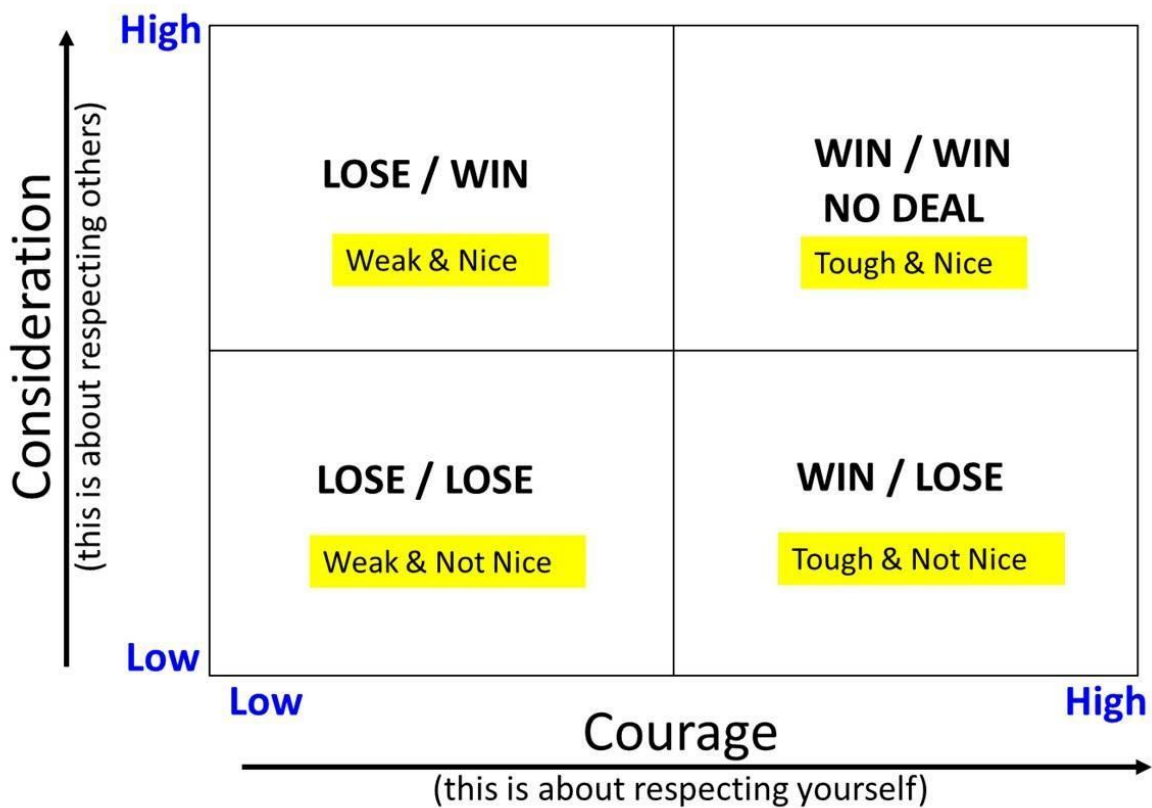 High
Consideration
(this is about respecting others)
LOSE / WIN
Weak & Nice
WIN / WIN
NO DEAL
Tough & Nice
LOSE / LOSE
Weak & Not Nice
WIN / LOSE
Tough & Not Nice
Low
Low
High
Courage
(this is about respecting yourself)